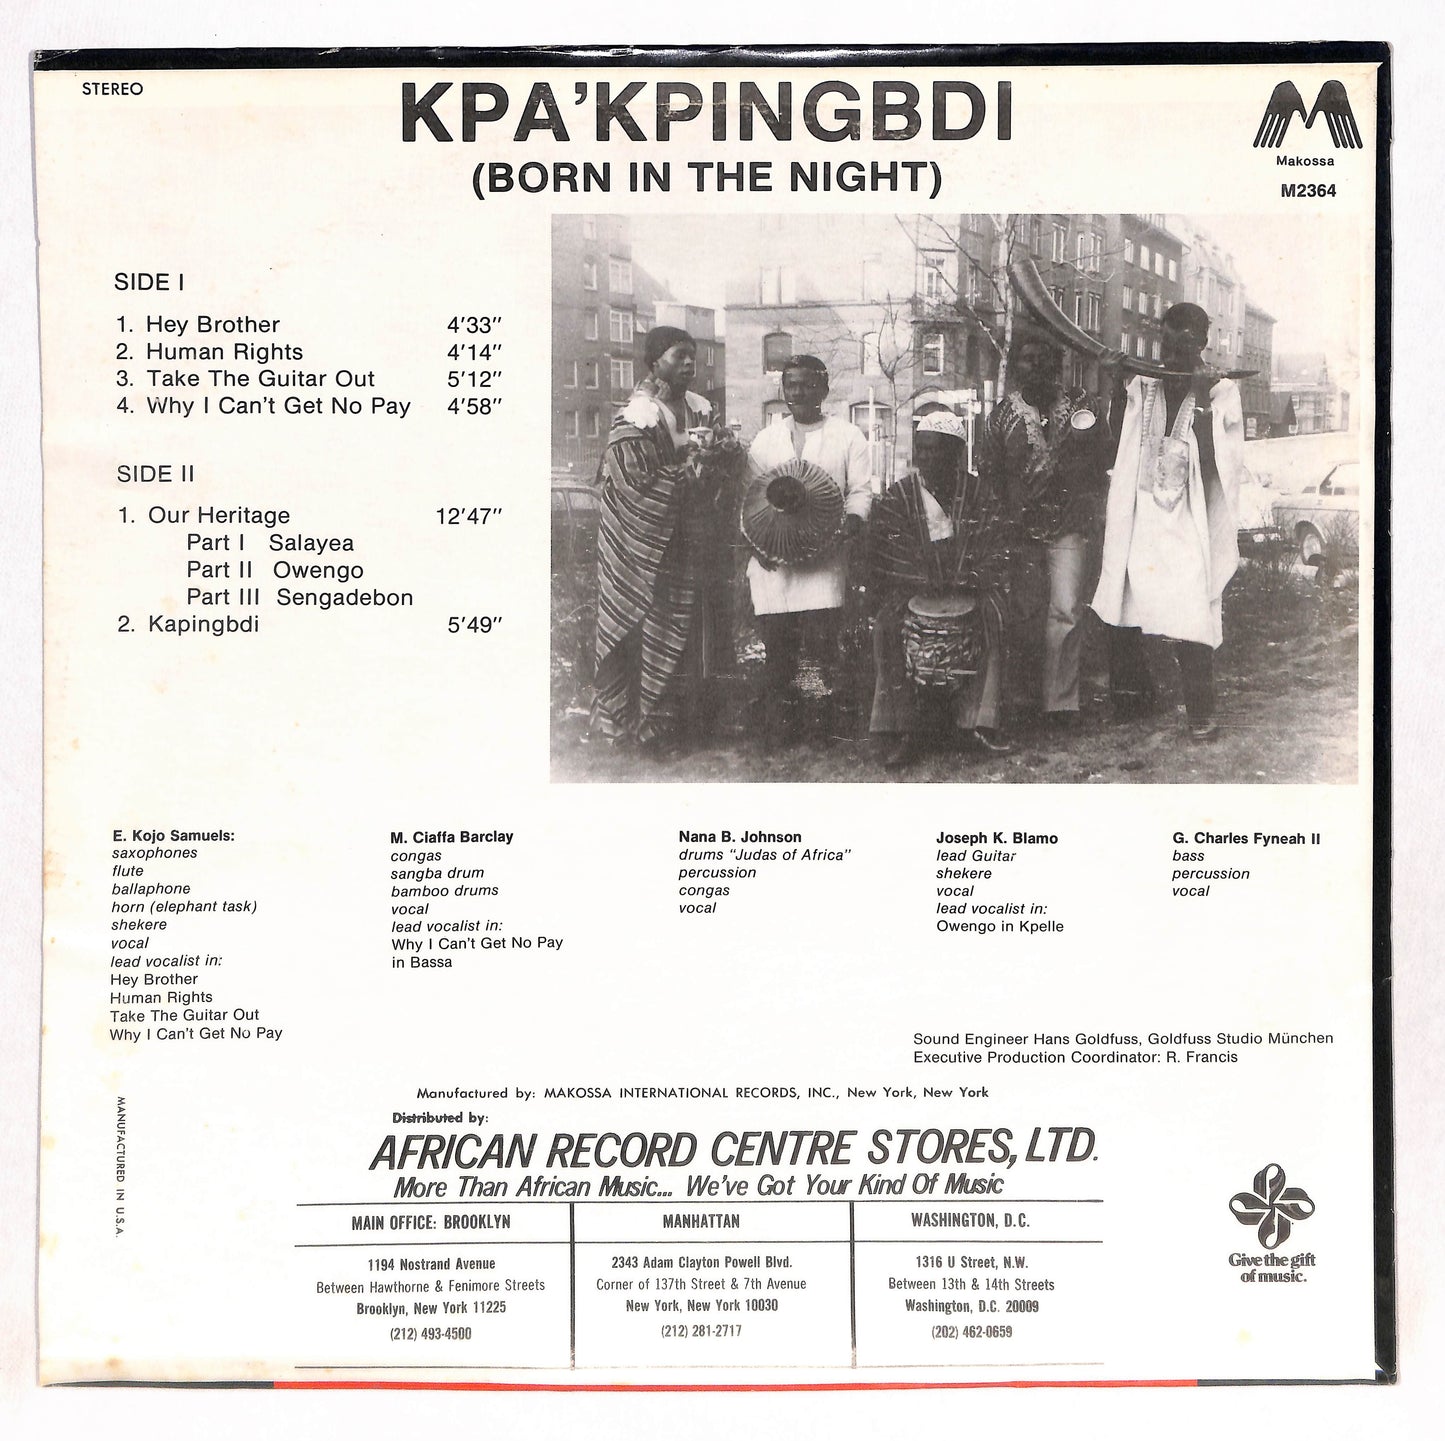 STEREO
KPA'KPINGBDI
(BORN IN THE NIGHT)
Makossa
M2364
SIDE I
1. Hey Brother 4'33"
2. Human Rights 4'14"
3. Take The Guitar Out 5'12"
4. Why I Can't Get No Pay 4'58"
SIDE II
1. Our Heritage 12'47"
Part I Salayea
Part II Owengo
Part III Sengadebon
2. Kapingbdi 5'49"
E. Kojo Samuels:
saxophones
flute
ballaphone
horn (elephant task)
shekere
vocal
lead vocalist in:
Hey Brother
Human Rights
Take The Guitar Out
Why I Can't Get No Pay
M. Ciaffa Barclay
congas
sangba drum
bamboo drums
vocal
lead vocalist in:
Why I Can't Get No Pay
in Bassa
Nana B. Johnson
drums "Judas of Africa"
percussion
congas
vocal
Joseph K. Blamo
lead Guitar
shekere
vocal
lead vocalist in:
Owengo in Kpelle
G. Charles Fyneah II
bass
percussion
vocal
Sound Engineer Hans Goldfuss, Goldfuss Studio München
Executive Production Coordinator: R. Francis
Manufactured by: MAKOSSA INTERNATIONAL RECORDS, INC., New York, New York
Distributed by:
AFRICAN RECORD CENTRE STORES, LTD.
More Than African Music... We've Got Your Kind Of Music
MAIN OFFICE: BROOKLYN
1194 Nostrand Avenue
Between Hawthorne & Fenimore Streets
Brooklyn, New York 11225
(212) 493-4500
MANHATTAN
2343 Adam Clayton Powell Blvd.
Corner of 137th Street & 7th Avenue
New York, New York 10030
(212) 281-2717
WASHINGTON, D.C.
1316 U Street, N.W.
Between 13th & 14th Streets
Washington, D.C. 20009
(202) 462-0659
MANUFACTURED IN U.S.A.
Give the gift
of music.